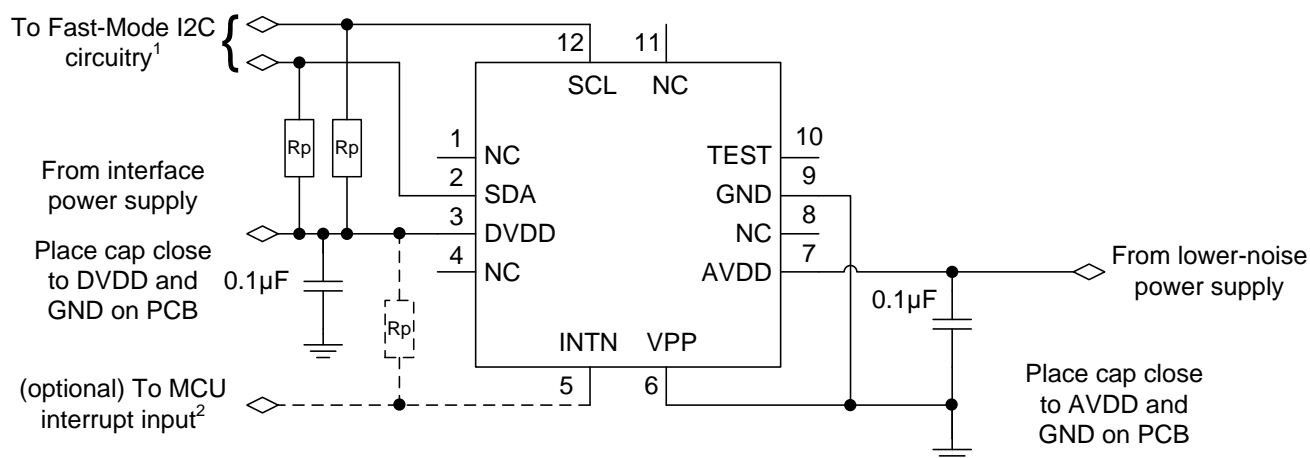 To Fast-Mode I2C
circuitry1
{
12
11
SCL
NC
Rp
Rp
1
NC
TEST
10
From interface
power supply
2
SDA
GND
9
3
DVDD
NC
8
Place cap close
to DVDD and
GND on PCB
0.1µF
4
NC
AVDD
7
From lower-noise
power supply
0.1µF
Rp
INTN
VPP
(optional) To MCU
interrupt input2
5
6
Place cap close
to AVDD and
GND on PCB